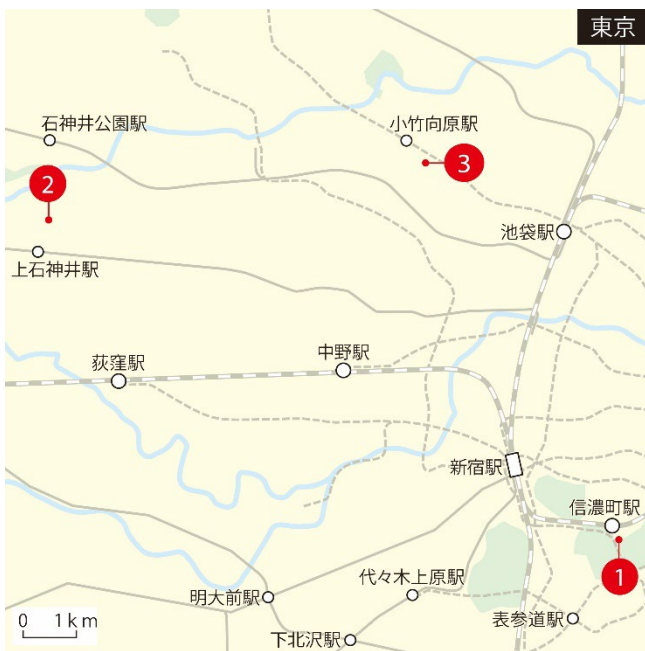 東京
石神井公園駅
小竹向原駅
2
3
池袋駅
上石神井駅
中野駅
荻窪駅
新宿駅
信濃町駅
1
代々木上原駅
明大前駅
表参道駅
下北沢駅
0 1km